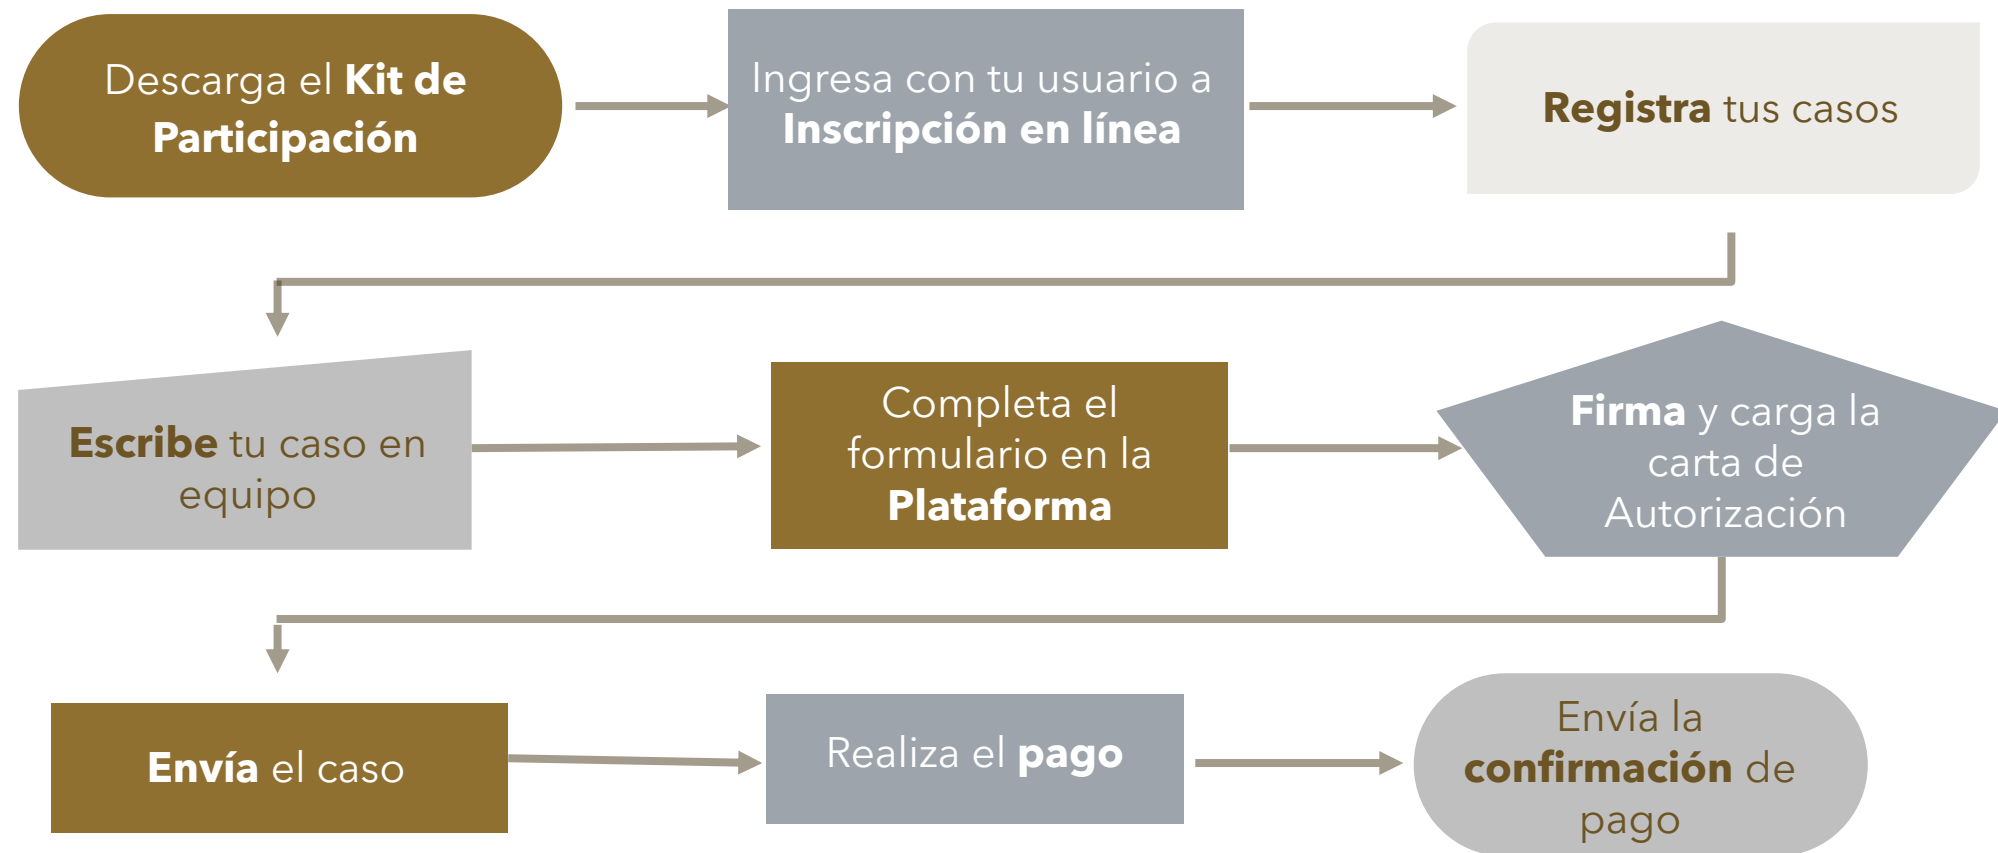 Descarga el Kit de
Participación
Ingresa con tu usuario a
Inscripción en línea
Registra tus casos
Escribe tu caso en
equipo
Completa el
formulario en la
Plataforma
Firma y carga la
carta de
Autorización
Envía el caso
Realiza el pago
Envía la
confirmación de
pago